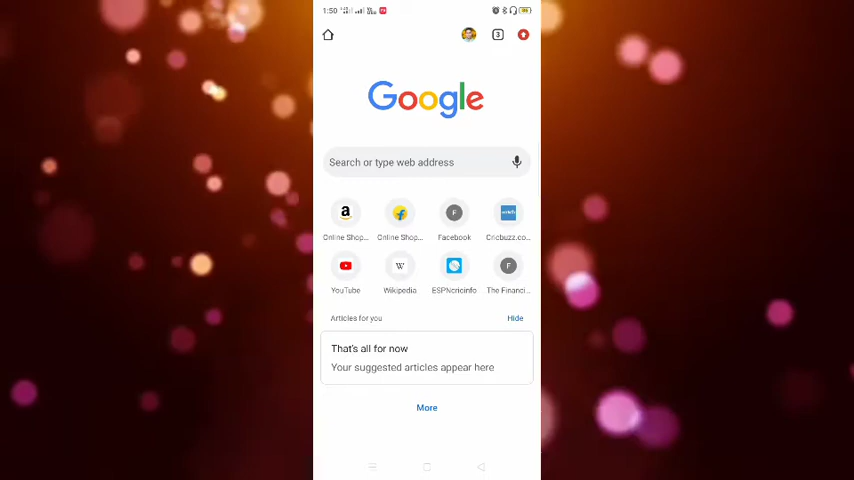 1:50
3
Google
Search or type web address
a
F
Online Shop...
Online Shop...
Facebook
Cricbuzz.co...
W
F
YouTube
Wikipedia
ESPNcricinfo
The Financi...
Articles for you
Hide
That's all for now
Your suggested articles appear here
More